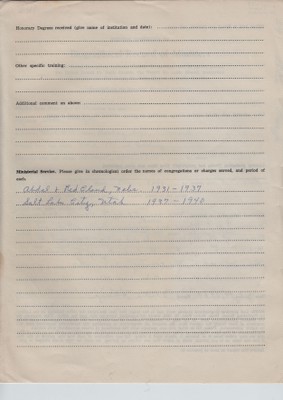 Honorary Degrees received (give name of institution and date):
Other specific training:
Additional comment on above:
Ministerial Service. Please give in chronological order the names of congregations or charges served, and period of
each.
& Red Cloud, Nebr. 1931-1937
Salt Lake City, Utah 1937-1940